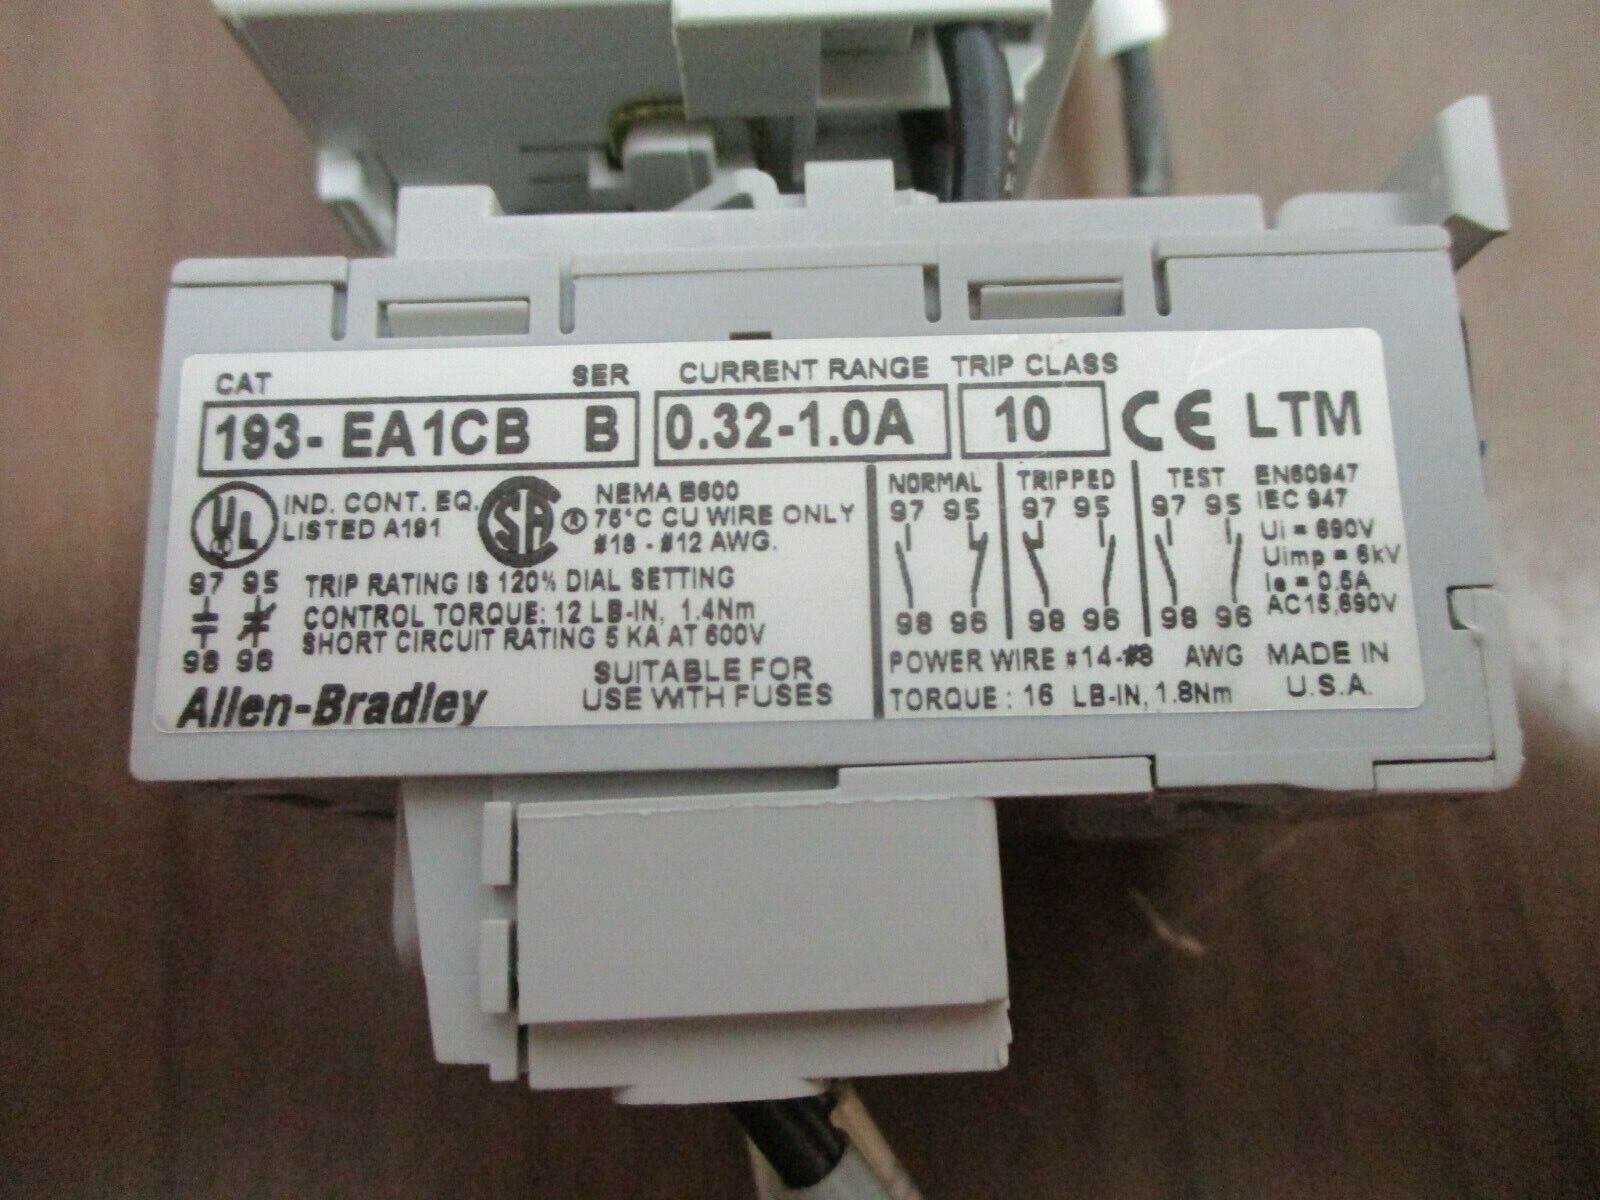 CAT SER CURRENT RANGE TRIP CLASS
193- EA1CB B 0.32-1.0A 10 CE LTM
UL IND. CONT. EQ.
LISTED A191
SA ® NEMA B600
75°C CU WIRE ONLY
#18 - #12 AWG.
97 95
98 96
TRIP RATING IS 120% DIAL SETTING
CONTROL TORQUE: 12 LB-IN, 1.4Nm
SHORT CIRCUIT RATING 5 KA AT 600V
SUITABLE FOR
USE WITH FUSES
Allen-Bradley
NORMAL TRIPPED TEST
97 95 97 95 97 95
98 96 98 96 98 96
EN60947
IEC 947
Ui = 690V
Uimp = 6kV
Ie = 0.5A
AC15,690V
POWER WIRE #14-#8 AWG
TORQUE: 16 LB-IN, 1.8Nm
MADE IN
U.S.A.